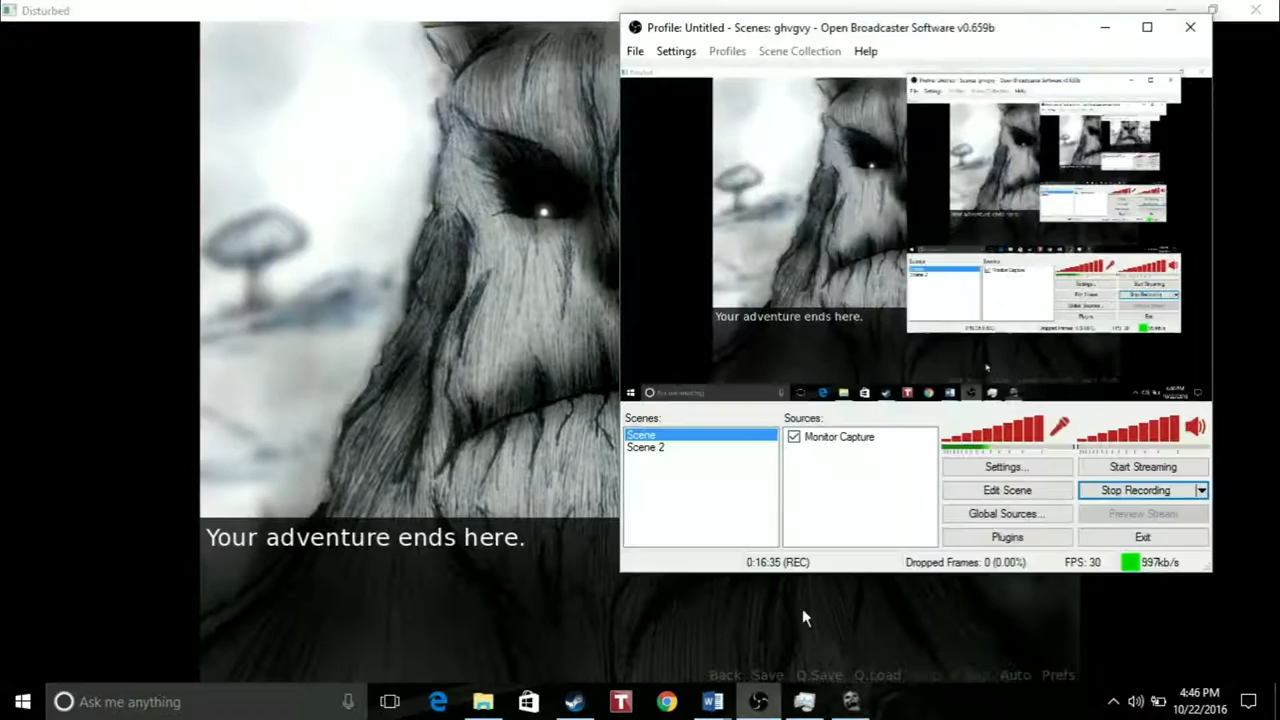 Disturbed
Profile: Untitled - Scenes: ghvgvy - Open Broadcaster Software v0.659b
File Settings Profiles Scene Collection Help
Your adventure ends here.
Scenes:
Scene
Scene 2
Sources:
Monitor Capture
Settings...
Start Streaming
Edit Scene
Stop Recording
Global Sources...
Preview Stream
Plugins
Exit
0:16:35 (REC)
Dropped Frames: 0 (0.00%)
FPS: 30
997kb/s
Your adventure ends here.
Back Save Q.Save Q.Load Auto Prefs
Ask me anything
4:46 PM
10/22/2016